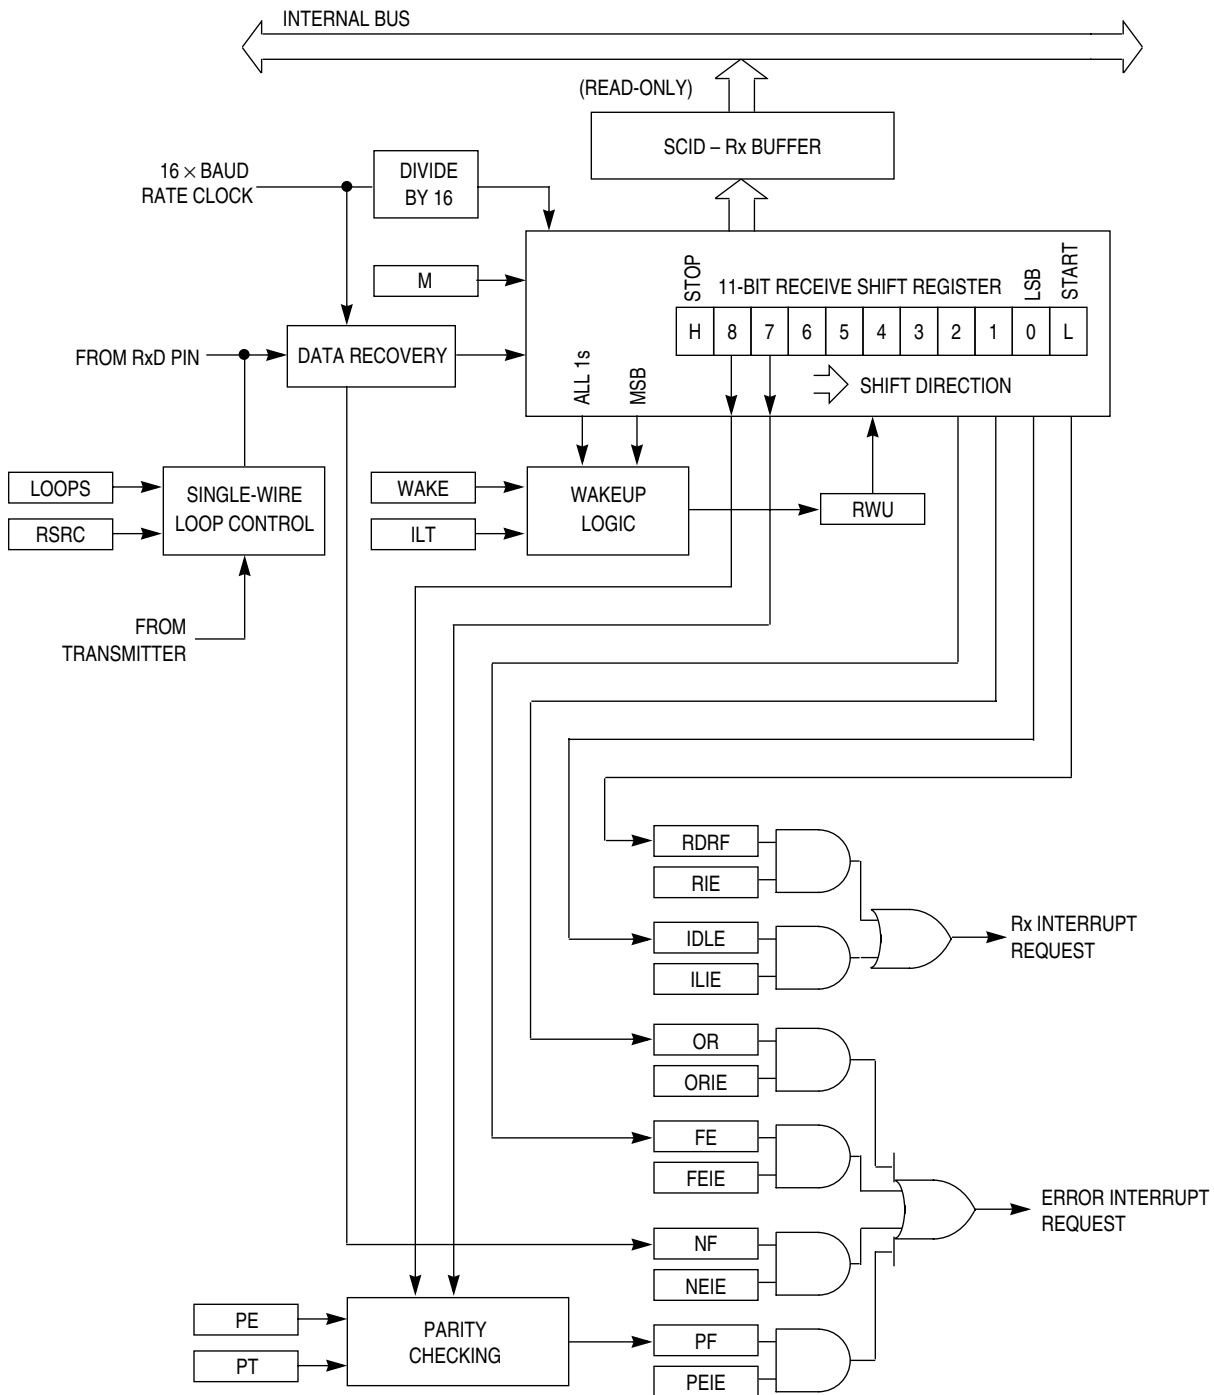 INTERNAL BUS
(READ-ONLY)
SCID – Rx BUFFER
16 × BAUD
RATE CLOCK
DIVIDE
BY 16
M
STOP
11-BIT RECEIVE SHIFT REGISTER
LSB
START
H 8 7 6 5 4 3 2 1 0 L
FROM RxD PIN
DATA RECOVERY
ALL 1s
MSB
SHIFT DIRECTION
LOOPS
RSRC
SINGLE-WIRE
LOOP CONTROL
WAKE
ILT
WAKEUP
LOGIC
RWU
FROM
TRANSMITTER
RDRF
RIE
IDLE
ILIE
Rx INTERRUPT
REQUEST
OR
ORIE
FE
FEIE
ERROR INTERRUPT
REQUEST
NF
NEIE
PE
PT
PARITY
CHECKING
PF
PEIE